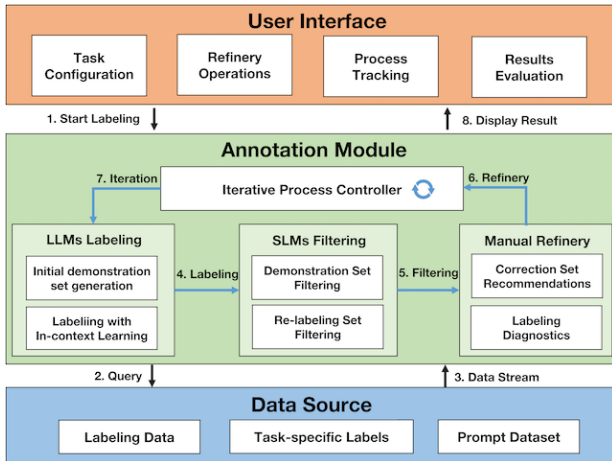 User Interface
Task
Configuration
Refinery
Operations
Process
Tracking
Results
Evaluation
1. Start Labeling
8. Display Result
Annotation Module
7. Iteration
Iterative Process Controller
6. Refinery
LLMs Labeling
Initial demonstration
set generation
Labeliing with
In-context Learning
4. Labeling
SLMs Filtering
Demonstration Set
Filtering
Re-labeling Set
Filtering
5. Filtering
Manual Refinery
Correction Set
Recommendations
Labeling
Diagnostics
2. Query
3. Data Stream
Data Source
Labeling Data
Task-specific Labels
Prompt Dataset